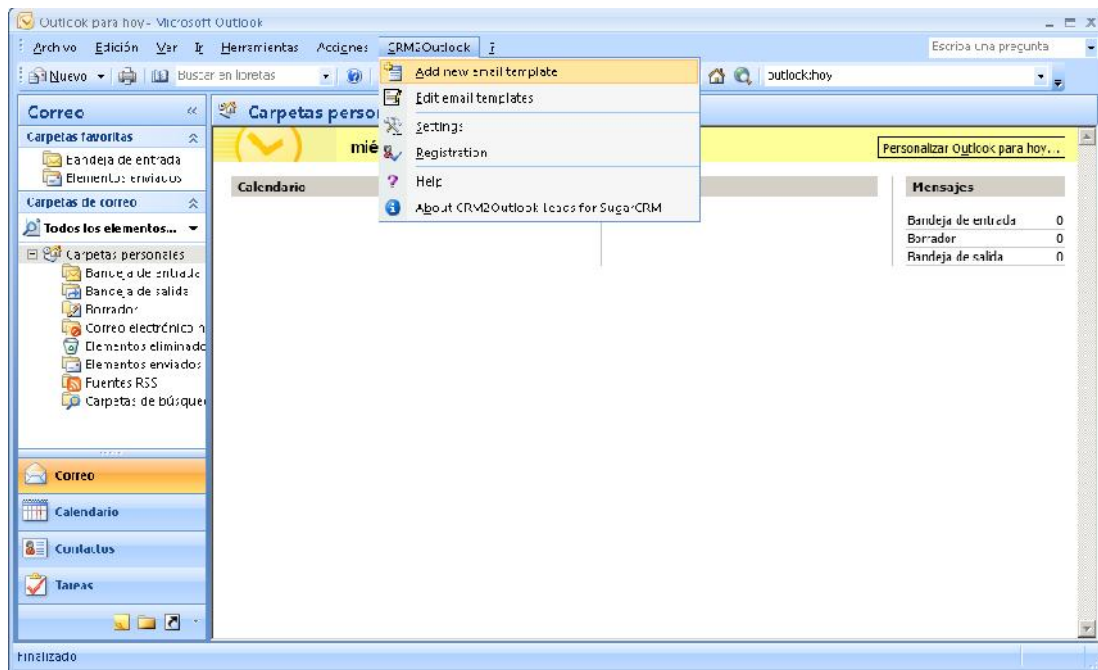 Outlook para hoy - Microsoft Outlook
Archivo Edición Ver Ir Herramientas Acciones CRM2Outlook ?
Escriba una pregunta
Nuevo Buscar en libretas
outlook:hoy
Add new email template
Edit email templates
Settings
Registration
Help
About CRM2Outlook Leads for SugarCRM
Correo «
Carpetas perso
Carpetas favoritas
Bandeja de entrada
Elementos enviados
mié
Personalizar Outlook para hoy...
Calendario
Mensajes
Bandeja de entrada 0
Borrador 0
Bandeja de salida 0
Carpetas de correo
Todos los elementos...
Carpetas personales
Bandeja de entrada
Bandeja de salida
Borrador
Correo electrónico n
Elementos eliminado
Elementos enviados
Fuentes RSS
Carpetas de búsque
Correo
Calendario
Contactos
Tareas
Finalizado